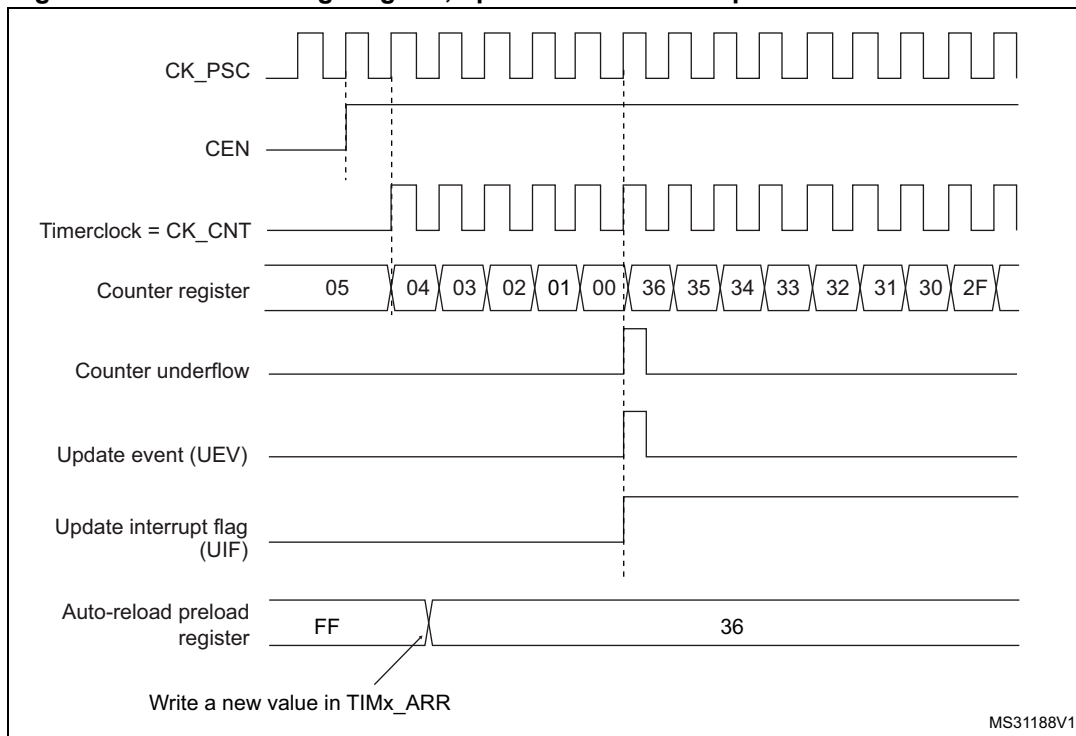 CK_PSC
CEN
Timerclock = CK_CNT
Counter register
05 04 03 02 01 00 36 35 34 33 32 31 30 2F
Counter underflow
Update event (UEV)
Update interrupt flag
(UIF)
Auto-reload preload
register
FF 36
Write a new value in TIMx_ARR
MS31188V1